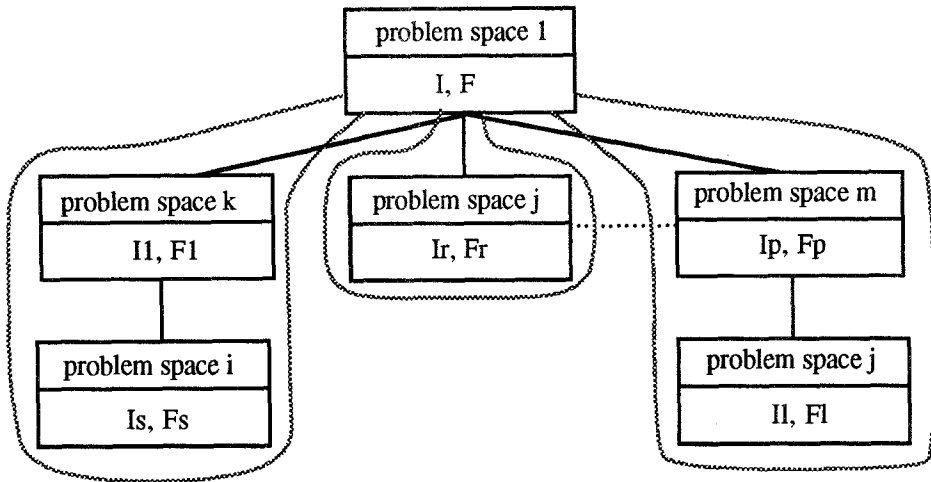 problem space 1
I, F
problem space k
I1, F1
problem space j
Ir, Fr
problem space m
Ip, Fp
problem space i
Is, Fs
problem space j
Il, Fl